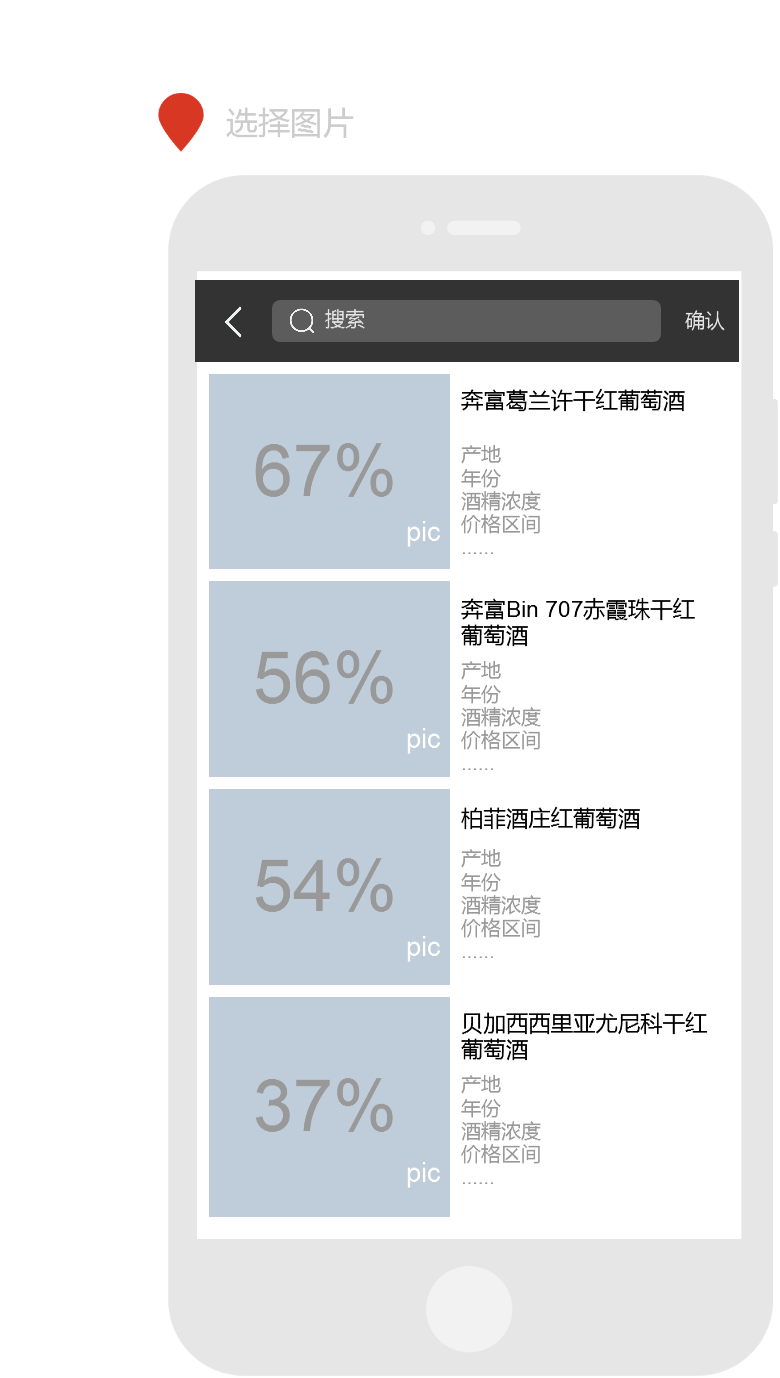 选择图片
搜索
确认
67%
pic
奔富葛兰许干红葡萄酒
产地
年份
酒精浓度
价格区间
......
56%
pic
奔富Bin 707赤霞珠干红
葡萄酒
产地
年份
酒精浓度
价格区间
......
54%
pic
柏菲酒庄红葡萄酒
产地
年份
酒精浓度
价格区间
......
37%
pic
贝加西西里亚尤尼科干红
葡萄酒
产地
年份
酒精浓度
价格区间
......